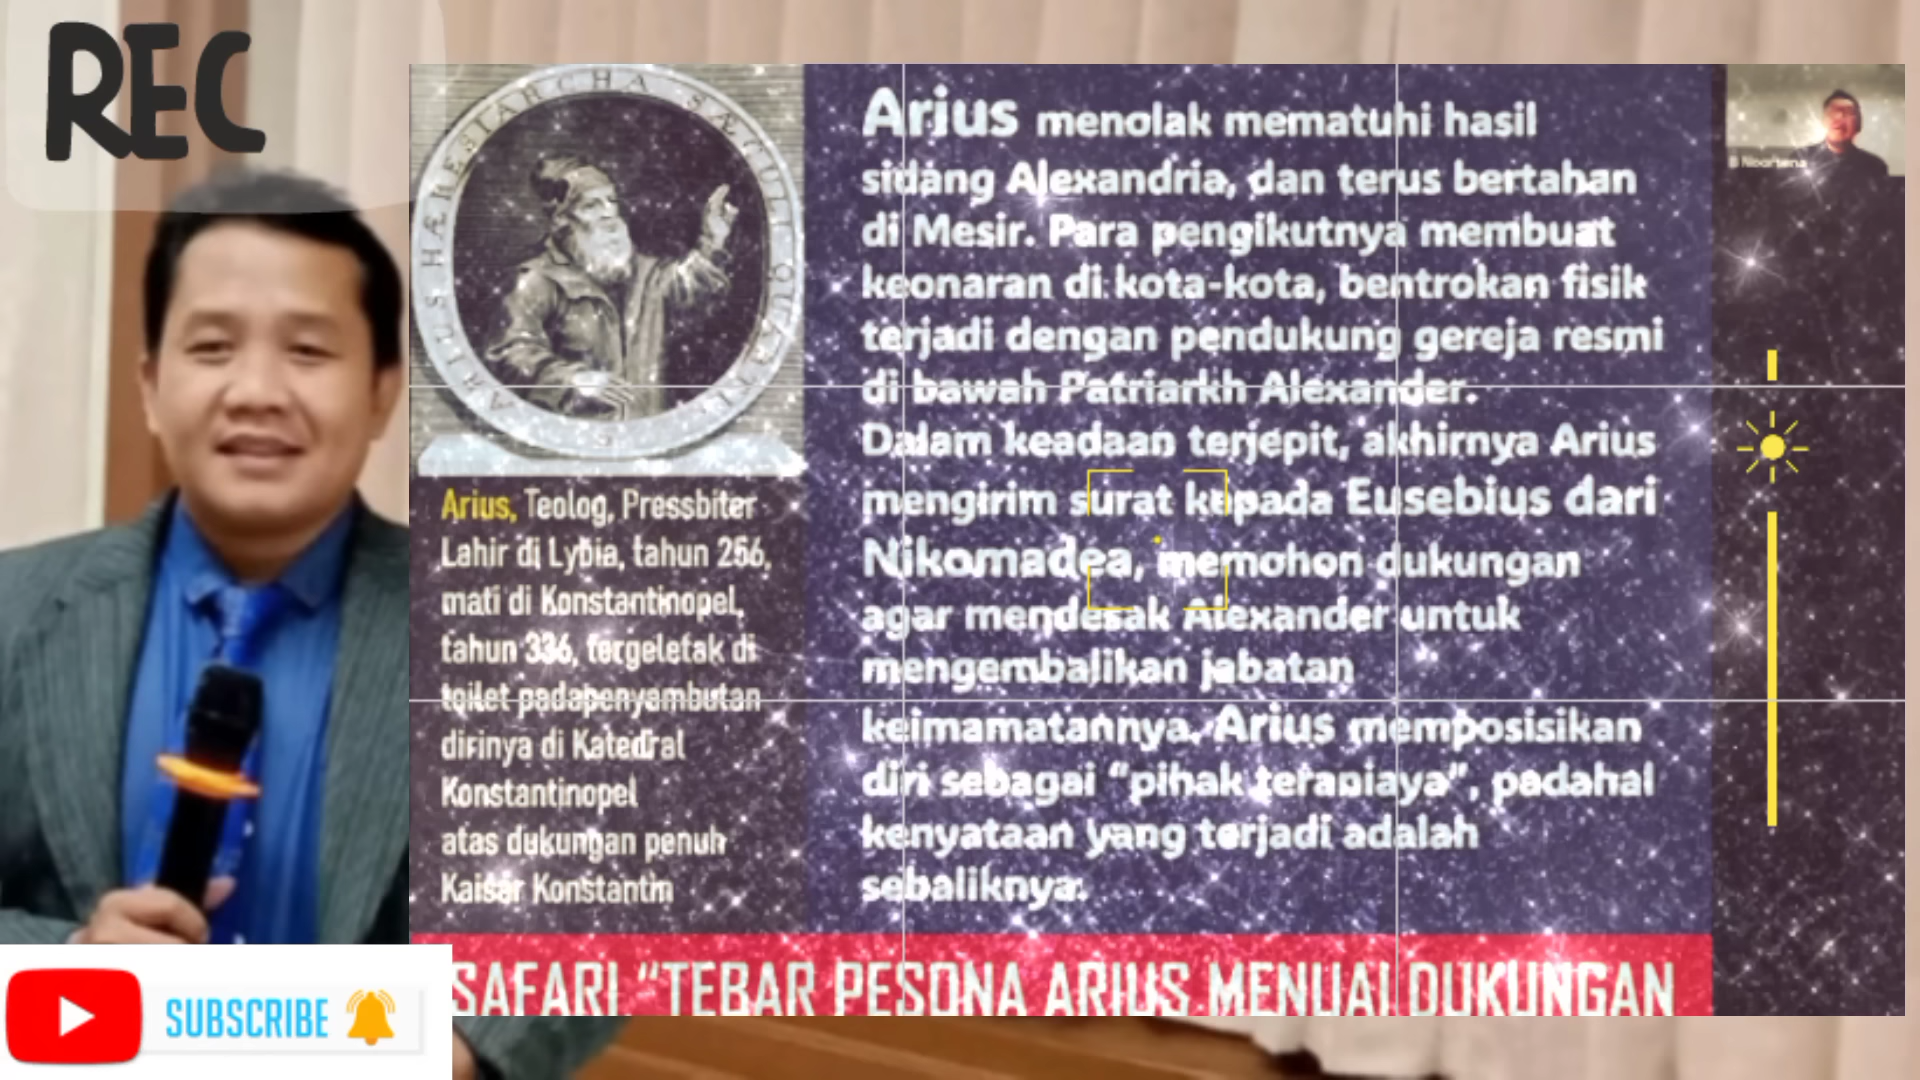 REC
ARIUS HÆRESIARCHA SÆCULI QUARTI
Arius menolak mematuhi hasil
sidang Alexandria, dan terus bertahan
di Mesir. Para pengikutnya membuat
keonaran di kota-kota, bentrokan fisik
terjadi dengan pendukung gereja resmi
di bawah Patriarkh Alexander.
Dalam keadaan terjepit, akhirnya Arius
mengirim surat kepada Eusebius dari
Nikomadea, memohon dukungan
agar mendesak Alexander untuk
mengembalikan jabatan
keimamatannya. Arius memposisikan
diri sebagai “pihak teraniaya”, padahal
kenyataan yang terjadi adalah
sebaliknya.
Arius, Teolog, Pressbiter
Lahir di Lybia, tahun 256,
mati di Konstantinopel,
tahun 336, tergeletak di
toilet padapenyambutan
dirinya di Katedral
Konstantinopel
atas dukungan penuh
Kaisar Konstantin
SAFARI “TEBAR PESONA ARIUS MENUAI DUKUNGAN
SUBSCRIBE